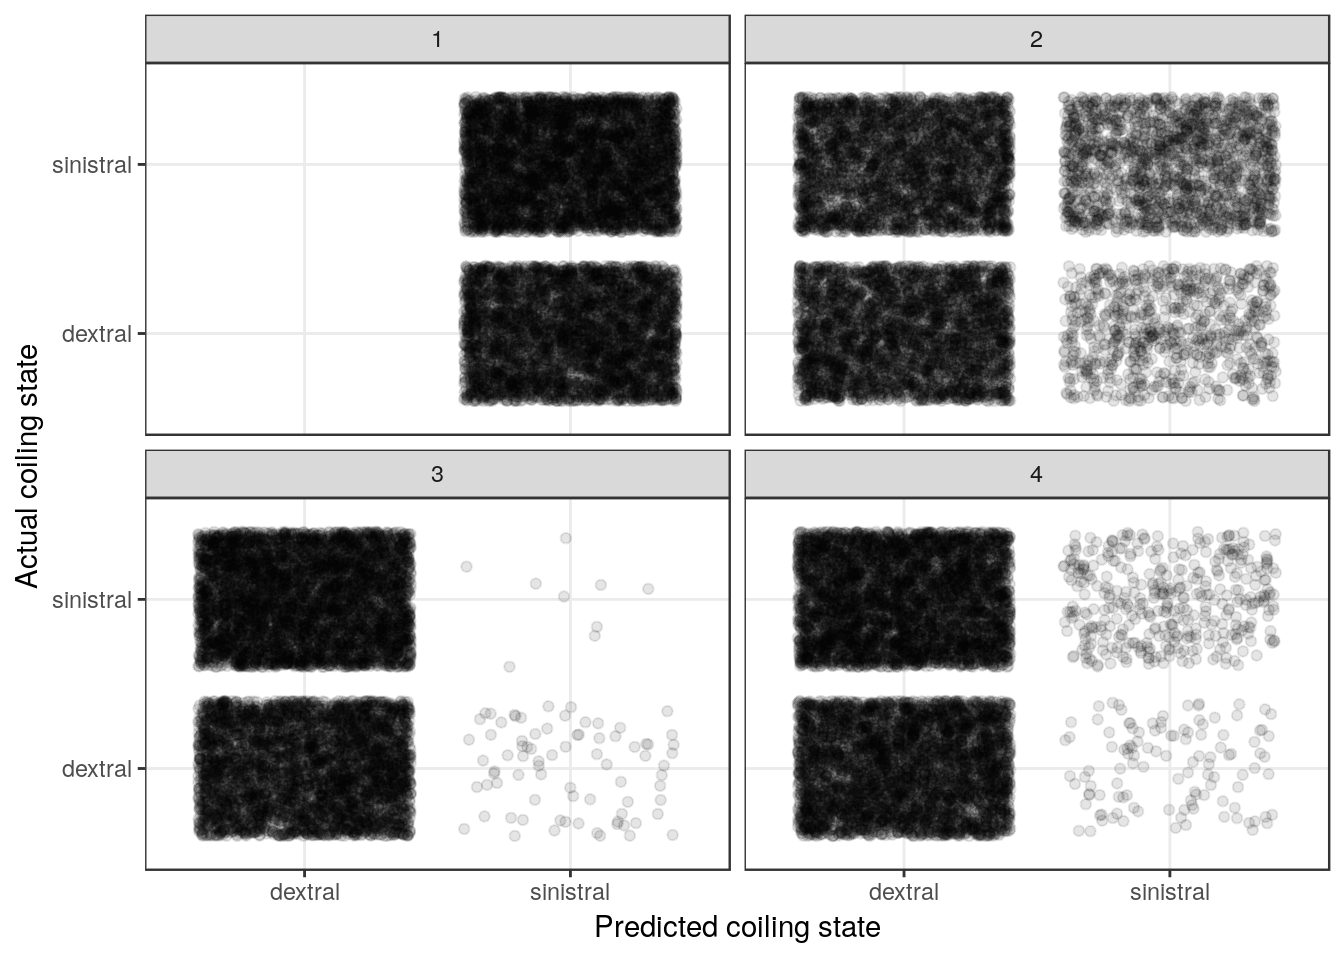 1
2
sinistral
dextral
3
4
sinistral
dextral
dextral
sinistral
dextral
sinistral
Predicted coiling state
Actual coiling state